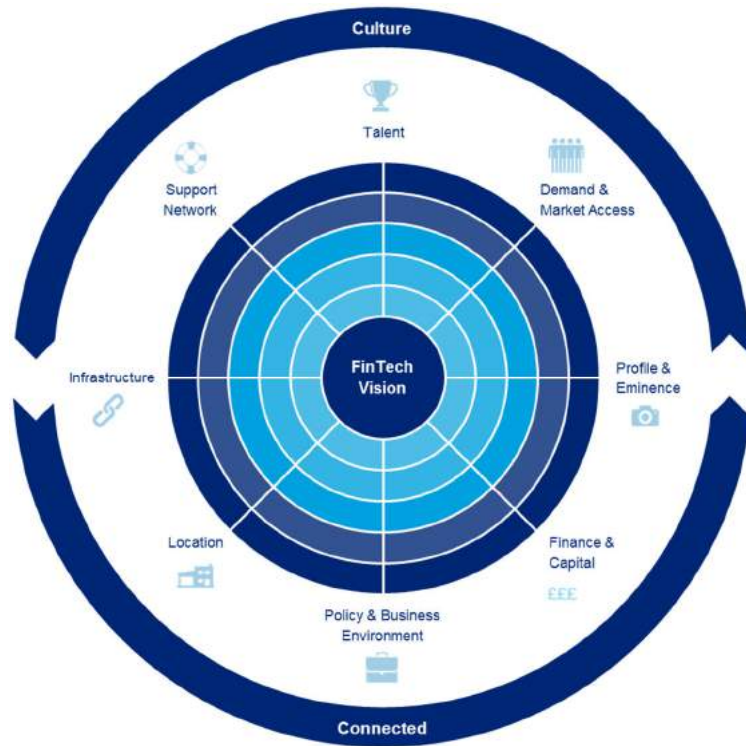 Culture
Talent
Support
Network
Demand &
Market Access
FinTech
Vision
Infrastructure
Profile &
Eminence
Location
Finance &
Capital
£££
Policy & Business
Environment
Connected